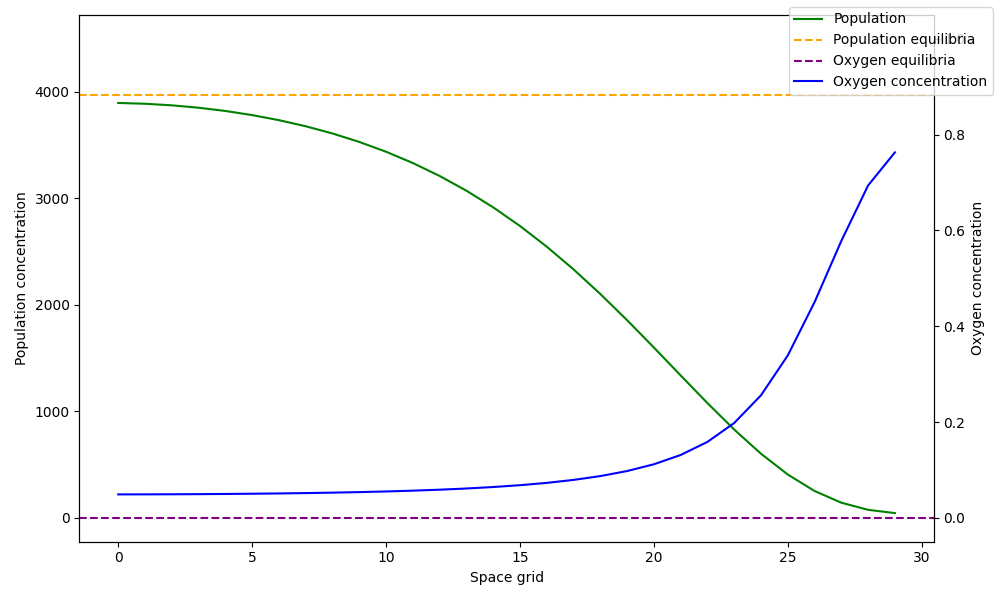 Population
Population equilibria
Oxygen equilibria
Oxygen concentration
Population concentration
4000
3000
2000
1000
0
0.8
0.6
0.4
0.2
0.0
Oxygen concentration
0 5 10 15 20 25 30
Space grid